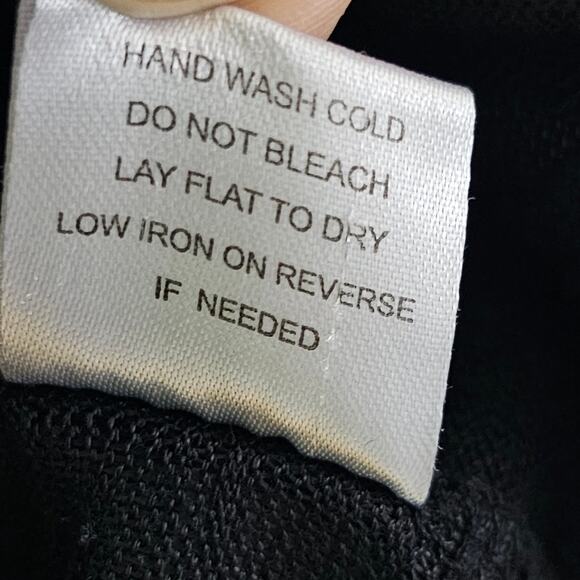 HAND WASH COLD
DO NOT BLEACH
LAY FLAT TO DRY
LOW IRON ON REVERSE
IF NEEDED